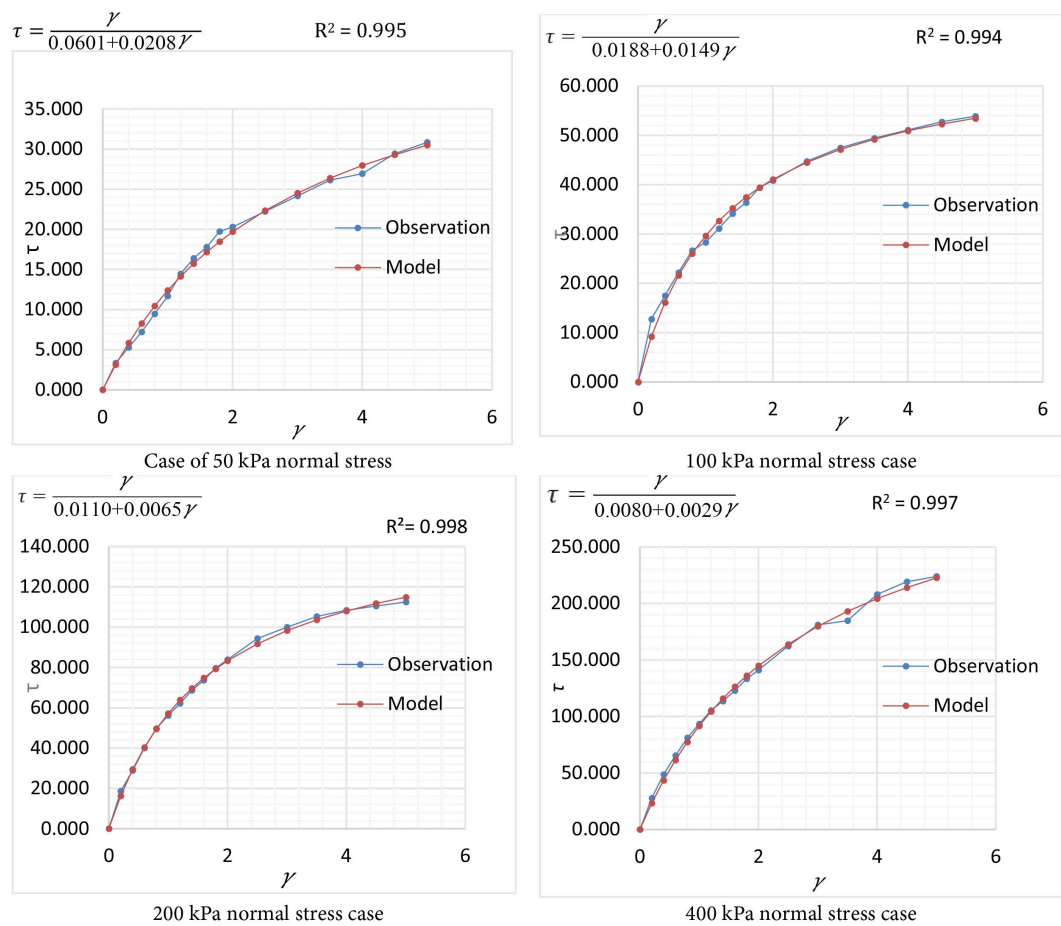 τ = γ / 0.0601+0.0208γ
R² = 0.995
35.000
30.000
25.000
20.000
15.000
10.000
5.000
0.000
τ
Observation
Model
0 2 4 6
γ
Case of 50 kPa normal stress
τ = γ / 0.0188+0.0149γ
R² = 0.994
60.000
50.000
40.000
30.000
20.000
10.000
0.000
τ
Observation
Model
0 2 4 6
γ
100 kPa normal stress case
τ = γ / 0.0110+0.0065γ
R²= 0.998
140.000
120.000
100.000
80.000
60.000
40.000
20.000
0.000
τ
Observation
Model
0 2 4 6
γ
200 kPa normal stress case
τ = γ / 0.0080+0.0029γ
R² = 0.997
250.000
200.000
150.000
100.000
50.000
0.000
τ
Observation
Model
0 2 4 6
γ
400 kPa normal stress case